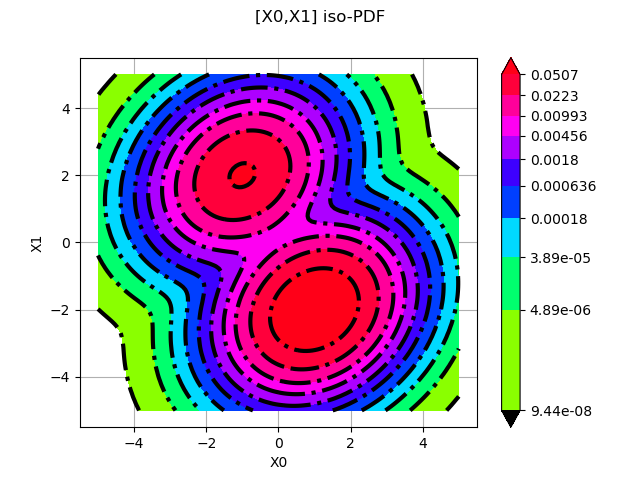 [X0,X1] iso-PDF
X1
4
2
0
−2
−4
−4
−2
0
2
4
X0
0.0507
0.0223
0.00993
0.00456
0.0018
0.000636
0.00018
3.89e-05
4.89e-06
9.44e-08